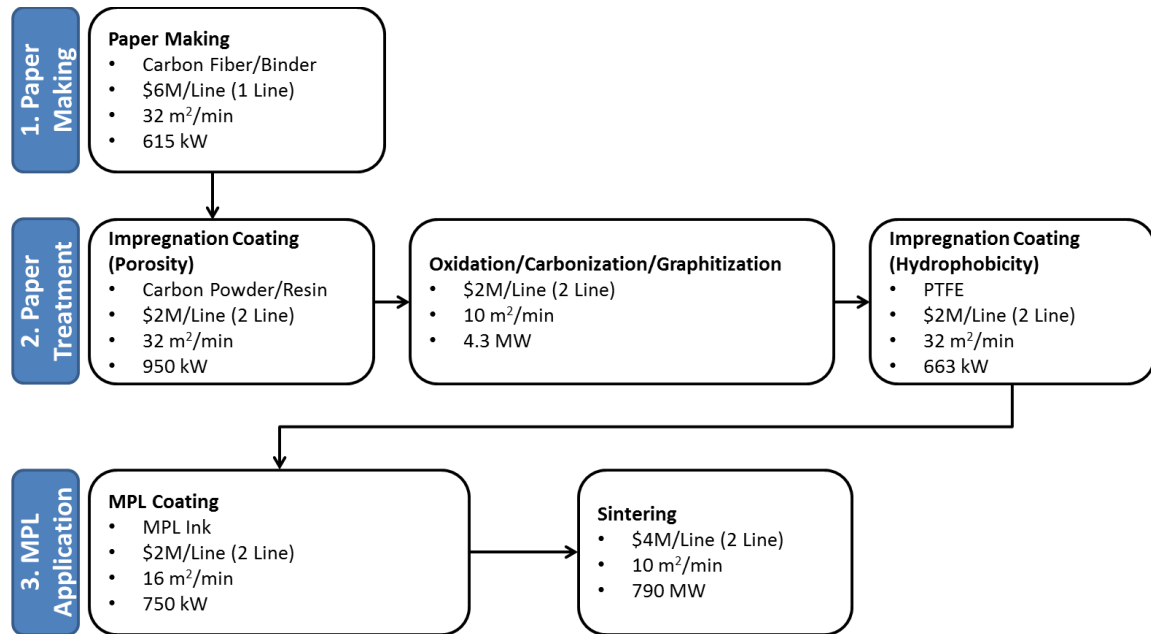 1. Paper
Making
Paper Making
• Carbon Fiber/Binder
• $6M/Line (1 Line)
• 32 m²/min
• 615 kW
2. Paper
Treatment
Impregnation Coating
(Porosity)
• Carbon Powder/Resin
• $2M/Line (2 Line)
• 32 m²/min
• 950 kW
Oxidation/Carbonization/Graphitization
• $2M/Line (2 Line)
• 10 m²/min
• 4.3 MW
Impregnation Coating
(Hydrophobicity)
• PTFE
• $2M/Line (2 Line)
• 32 m²/min
• 663 kW
3. MPL
Application
MPL Coating
• MPL Ink
• $2M/Line (2 Line)
• 16 m²/min
• 750 kW
Sintering
• $4M/Line (2 Line)
• 10 m²/min
• 790 MW